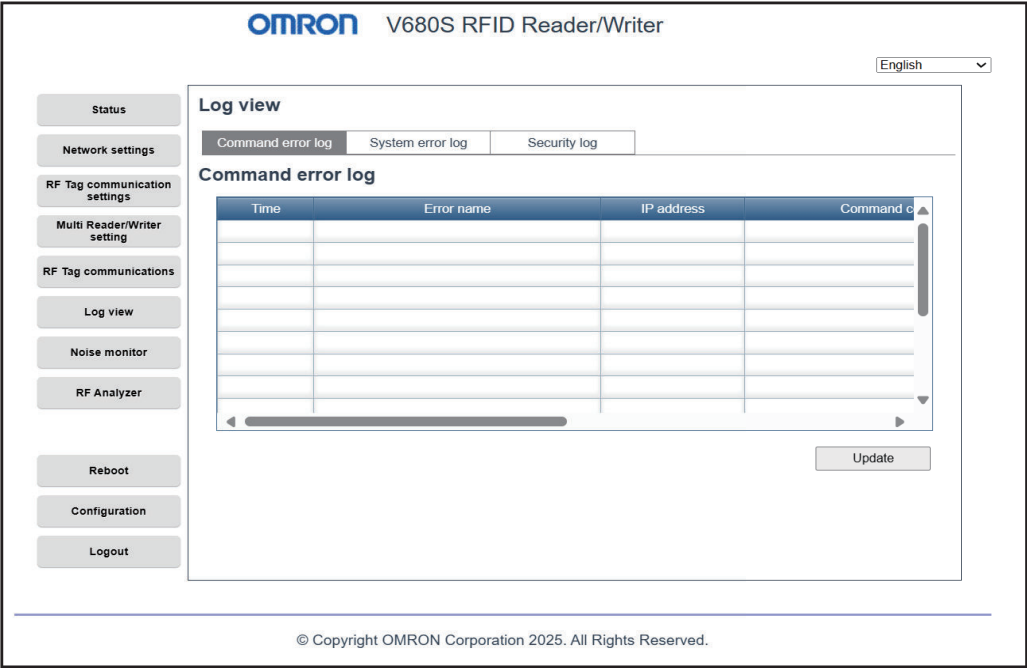 OMRON V680S RFID Reader/Writer
English
Status
Network settings
RF Tag communication
settings
Multi Reader/Writer
setting
RF Tag communications
Log view
Noise monitor
RF Analyzer
Reboot
Configuration
Logout
Log view
Command error log System error log Security log
Command error log
Time Error name IP address Command c
Update
© Copyright OMRON Corporation 2025. All Rights Reserved.